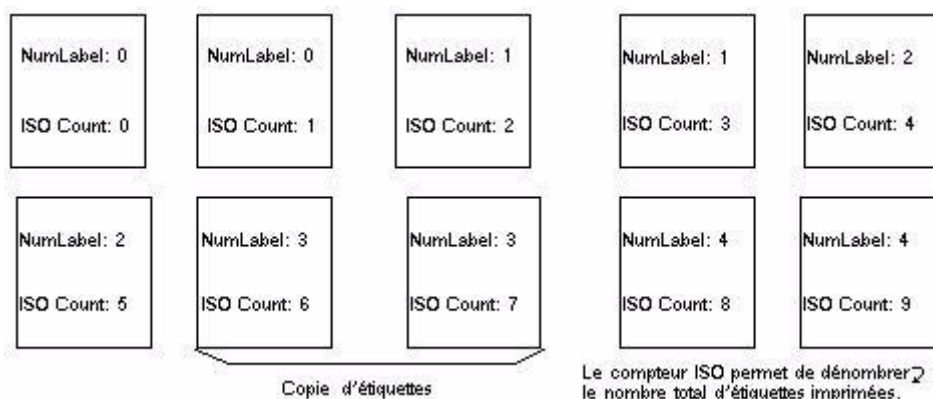 NumLabel: 0
ISO Count: 0
NumLabel: 0
ISO Count: 1
NumLabel: 1
ISO Count: 2
NumLabel: 1
ISO Count: 3
NumLabel: 2
ISO Count: 4
NumLabel: 2
ISO Count: 5
NumLabel: 3
ISO Count: 6
NumLabel: 3
ISO Count: 7
NumLabel: 4
ISO Count: 8
NumLabel: 4
ISO Count: 9
Copie d'étiquettes
Le compteur ISO permet de dénombrer
le nombre total d'étiquettes imprimées.